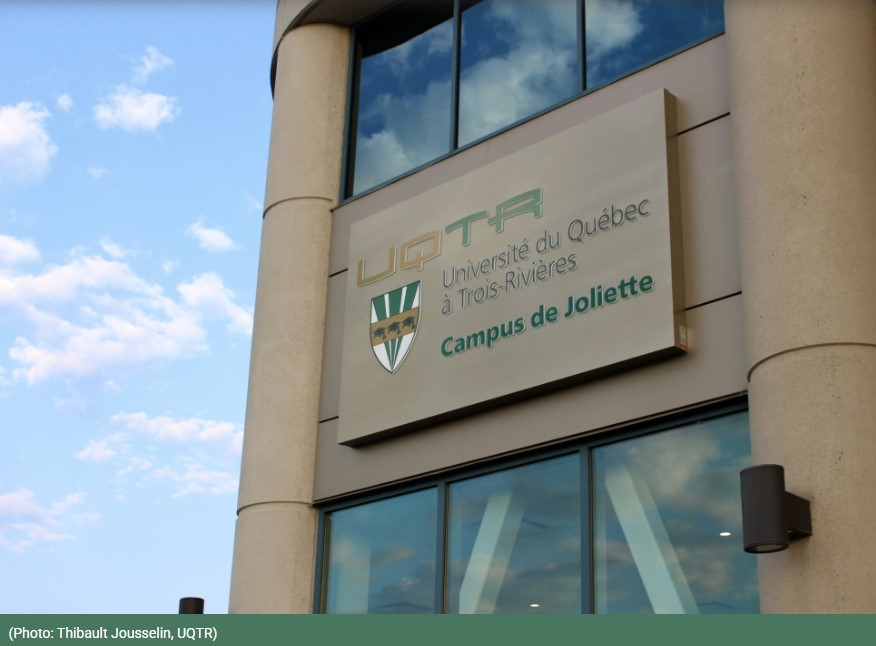 UQTR
Université du Québec
à Trois-Rivières
Campus de Joliette
(Photo: Thibault Jousselin, UQTR)